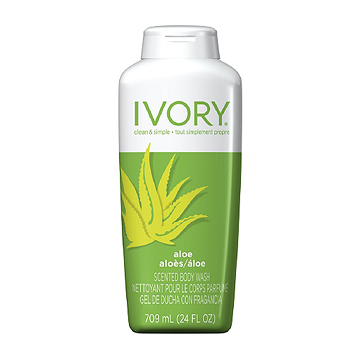 IVORY®
clean & simple • tout simplement propre
aloe
aloès/áloe
SCENTED BODY WASH
NETTOYANT POUR LE CORPS PARFUMÉ
GEL DE DUCHA CON FRAGANCIA
709 mL (24 FL OZ)